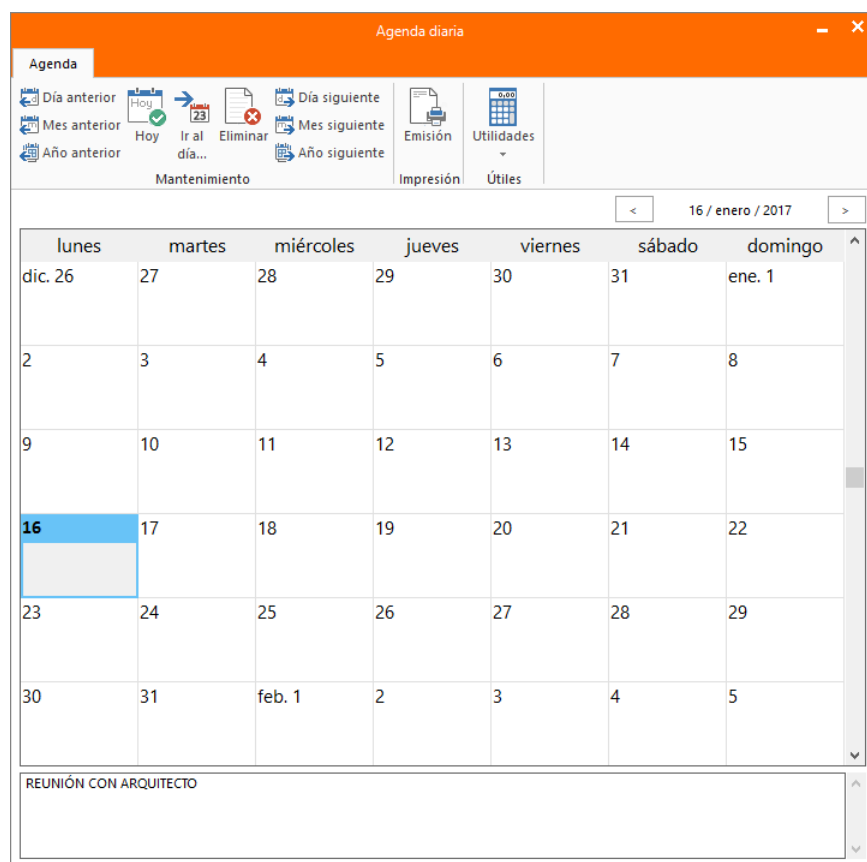 Agenda diaria
Agenda
Día anterior
Mes anterior
Año anterior
Hoy
Hoy
23
Ir al
día...
Eliminar
Día siguiente
Mes siguiente
Año siguiente
Emisión
0,00
Utilidades
Mantenimiento Impresión Útiles
< 16 / enero / 2017 >
lunes martes miércoles jueves viernes sábado domingo
dic. 26 27 28 29 30 31 ene. 1
2 3 4 5 6 7 8
9 10 11 12 13 14 15
16 17 18 19 20 21 22
23 24 25 26 27 28 29
30 31 feb. 1 2 3 4 5
REUNIÓN CON ARQUITECTO